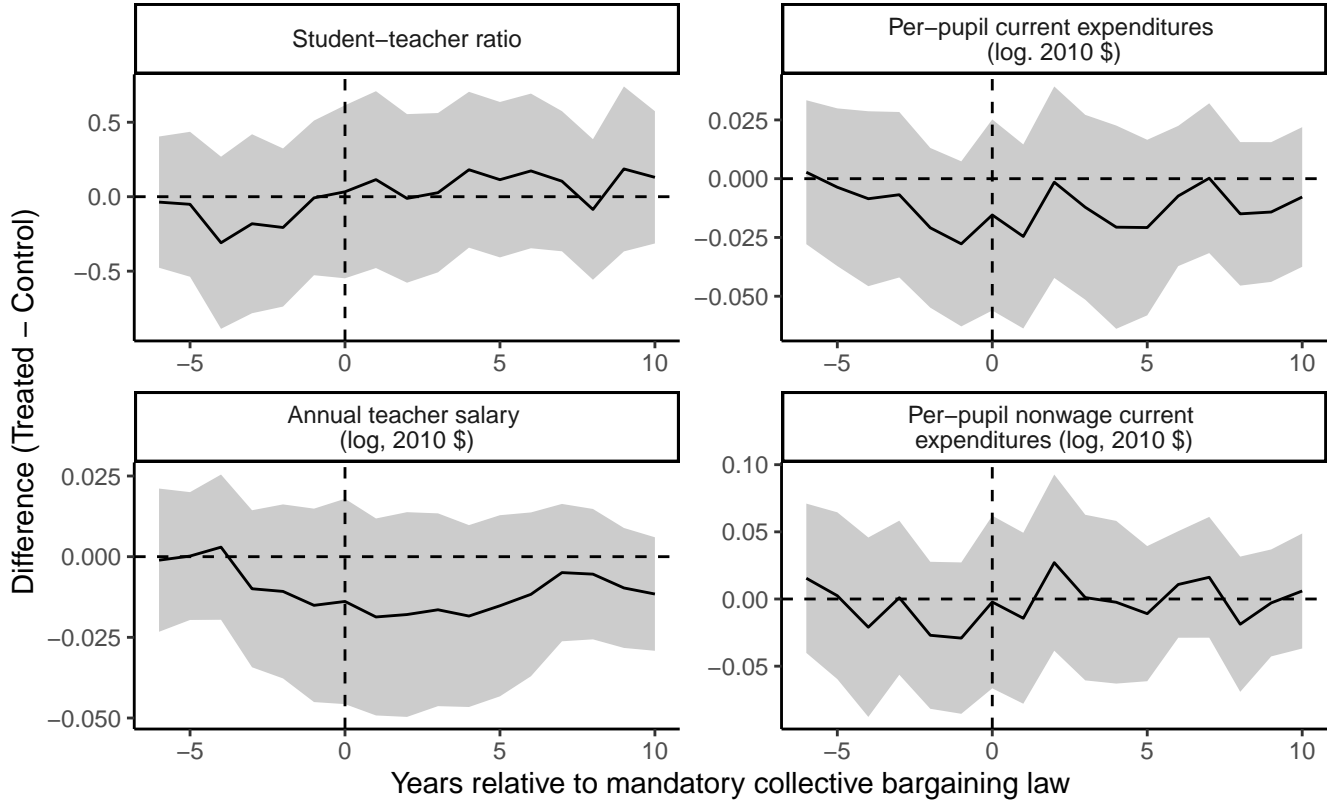 Student−teacher ratio
Per−pupil current expenditures
(log. 2010 $)
0.5
0.0
−0.5
0.025
0.000
−0.025
−0.050
−5 0 5 10
−5 0 5 10
Annual teacher salary
(log, 2010 $)
Per−pupil nonwage current
expenditures (log, 2010 $)
0.025
0.000
−0.025
−0.050
0.10
0.05
0.00
−0.05
−5 0 5 10
−5 0 5 10
Difference (Treated − Control)
Years relative to mandatory collective bargaining law